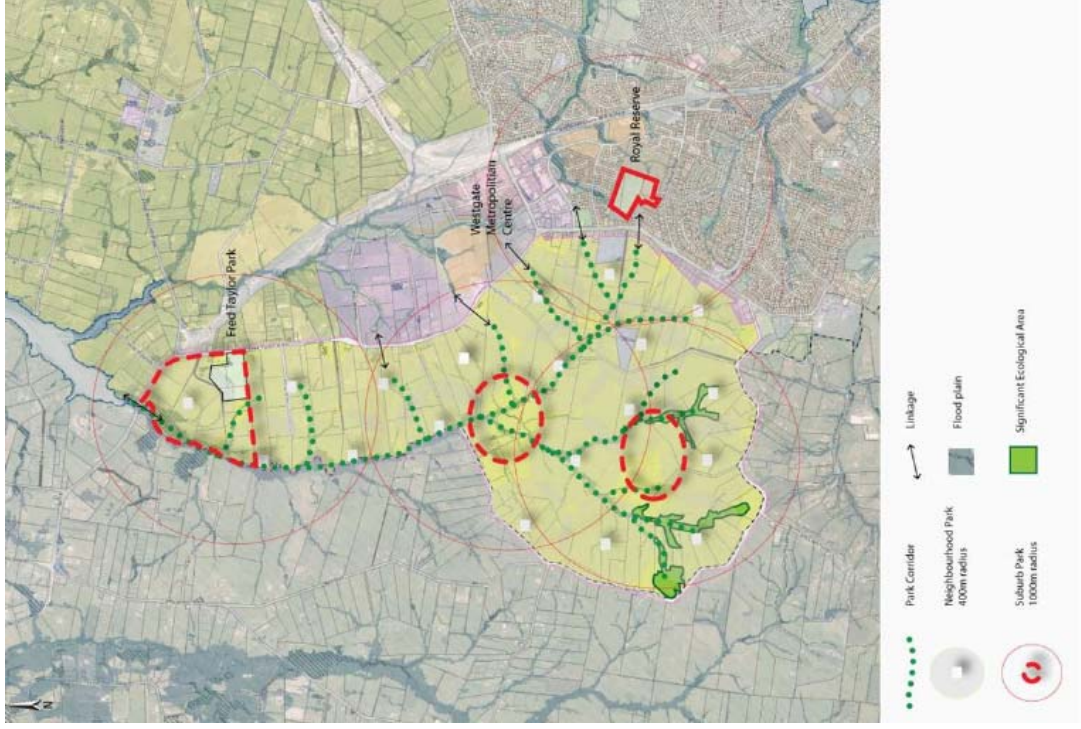 Fred Taylor Park
Westgate
Metropolitian
Centre
Royal Reserve
N
Park Corridor
Neighbourhood Park
400m radius
Suburb Park
1000m radius
Linkage
Flood plain
Significant Ecological Area